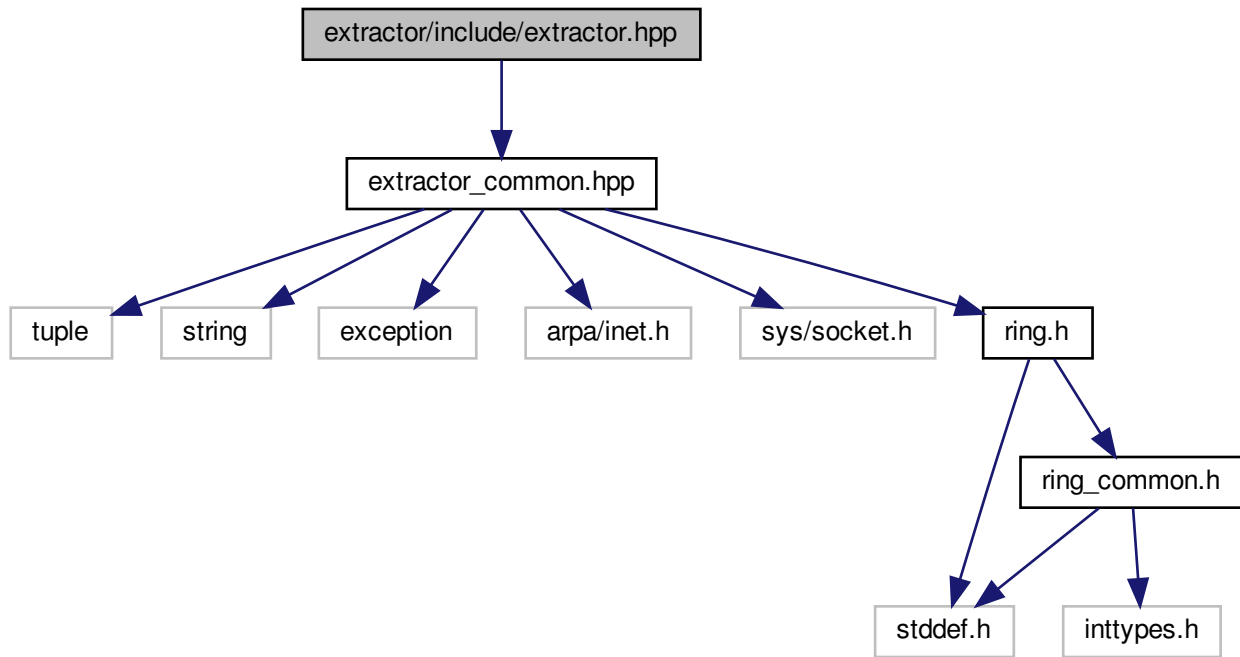 extractor/include/extractor.hpp
extractor_common.hpp
tuple
string
exception
arpa/inet.h
sys/socket.h
ring.h
ring_common.h
stddef.h
inttypes.h